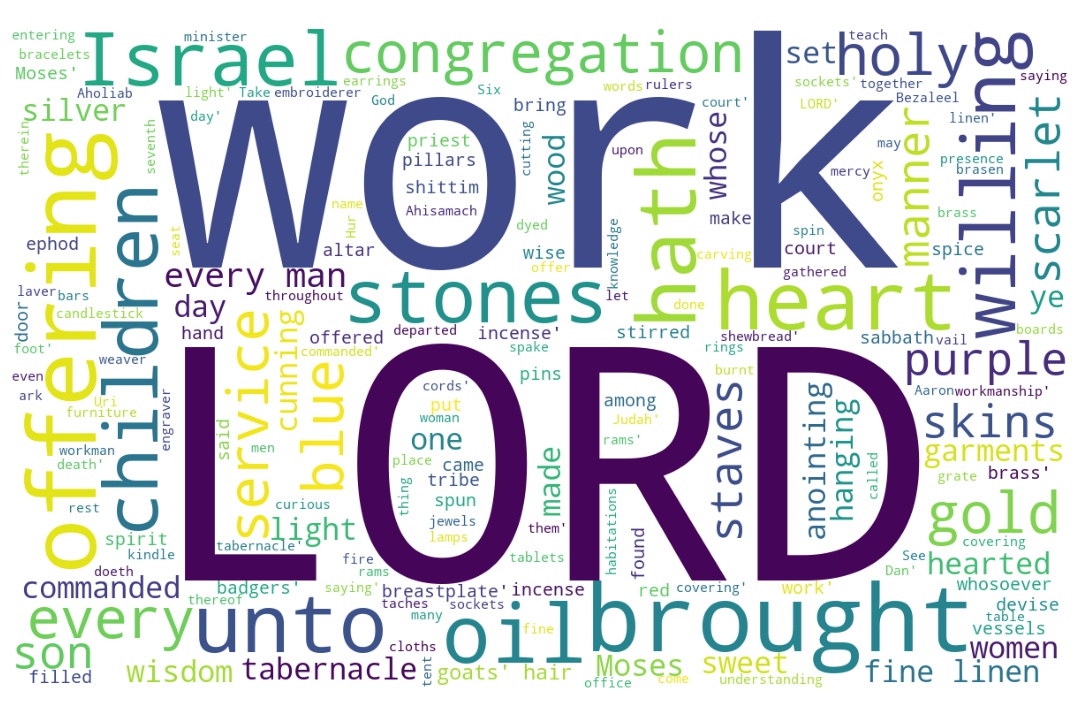 entering
bracelets
Moses'
Israel
minister
congregation
earrings
teach
set
holy
saying
Aholiab
light'
Take
embroiderer
God
Six
words
rulers
sockets'
together
silver
day'
work
bring
court'
LORD'
Bezaleel
linen'
willing
scarlet
therein
seventh
offering
children
priest
pillars
shittim
Ahisamach
cutting
wood
upon
hath
whose
mercy
may
onyx
manner
presence
brasen
name
Hur
dyed
make
spin
brass
ephod
seat
altar
wise
offer
knowledge
carving
court
spice
every man
gathered
laver
bars
day
throughout
stones
let
done
heart
ye
door
candlestick
hand
offered
departed
incense'
stirred
shewbread'
sabbath
vail
boards
foot'
weaver
service
cunning
commanded'
blue
LORD
spake
rings
purple
even
ark
Uri
furniture
cords'
put
woman
pins
burnt
among
Judah'
Aaron
workmanship'
engraver
said
men
one
rams'
staves
anointing
hanging
skins
workman
death'
place
came
tribe
thing
made
called
garments
grate
brass'
rest
curious
spun
jewels
lamps
habitations
gold
spirit
kindle
light
tabernacle'
them'
tablets
found
covering
See
Dan'
hearted
doeth
fire
rams
commanded
badgers'
thereof
saying'
breastplate'
incense
red
covering'
work'
whosoever
every
unto
taches
sockets
many
fine
oil
brought
devise
table
vessels
son
cloths
women
filled
wisdom
tabernacle
tent
goats' hair
Moses
office
come
sweet
understanding
fine linen